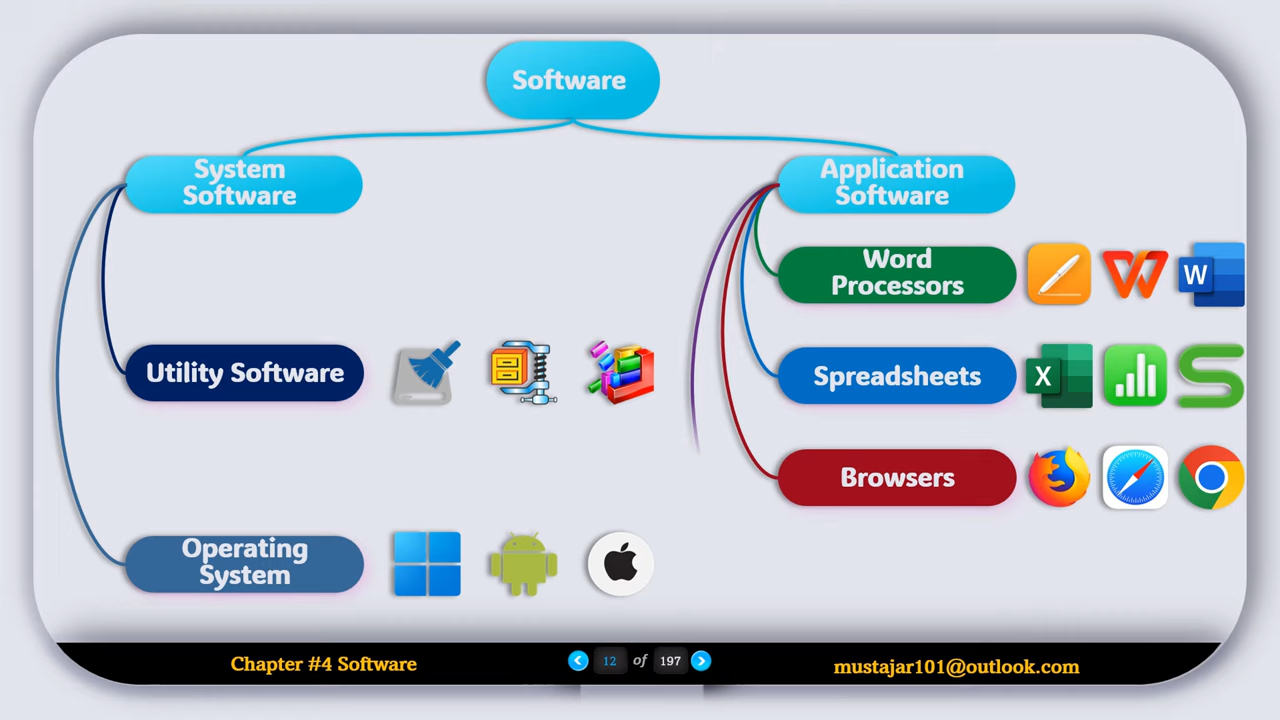 Software
System
Software
Application
Software
Word
Processors
W
Utility Software
Spreadsheets
X
Browsers
Operating
System
Chapter #4 Software
12 of 197
mustajar101@outlook.com